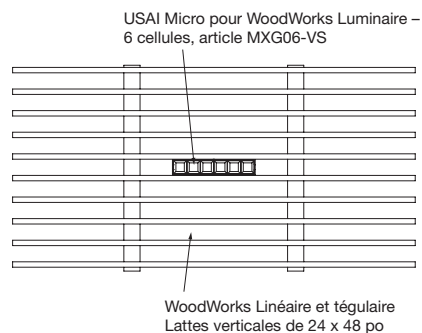 USAI Micro pour WoodWorks Luminaire –
6 cellules, article MXG06-VS
WoodWorks Linéaire et tégulaire
Lattes verticales de 24 x 48 po